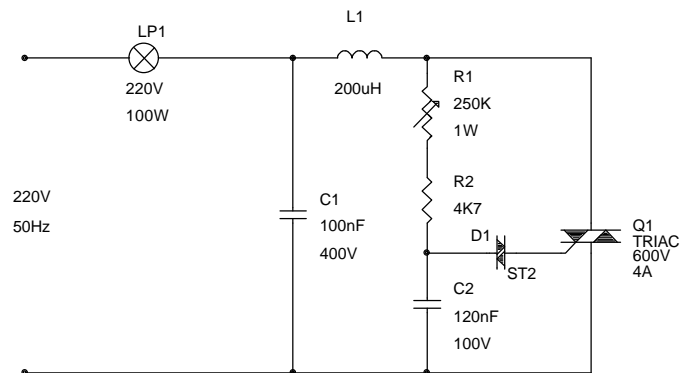 L1
LP1
220V
100W
200uH
R1
250K
1W
R2
4K7
220V
50Hz
C1
100nF
400V
D1
ST2
Q1
TRIAC
600V
4A
C2
120nF
100V